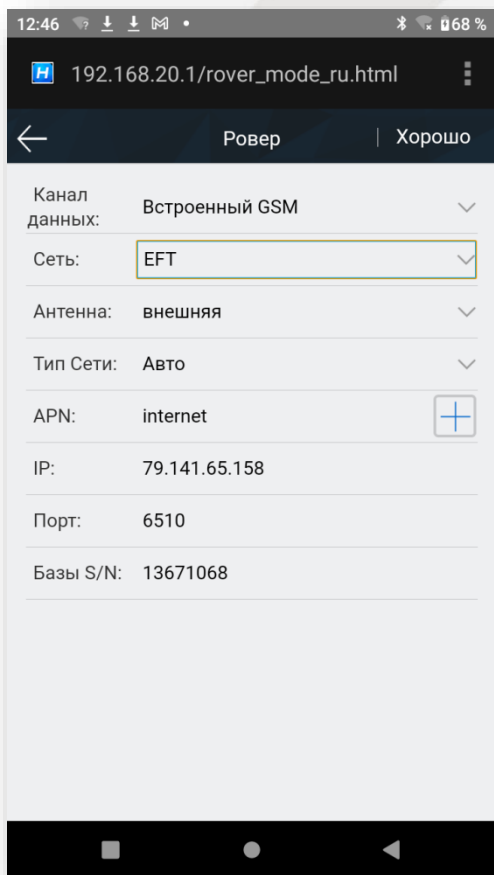 12:46 68 %
H 192.168.20.1/rover_mode_ru.html
Ровер | Хорошо
Канал
данных: Встроенный GSM
Сеть: EFT
Антенна: внешняя
Тип Сети: Авто
APN: internet
IP: 79.141.65.158
Порт: 6510
Базы S/N: 13671068